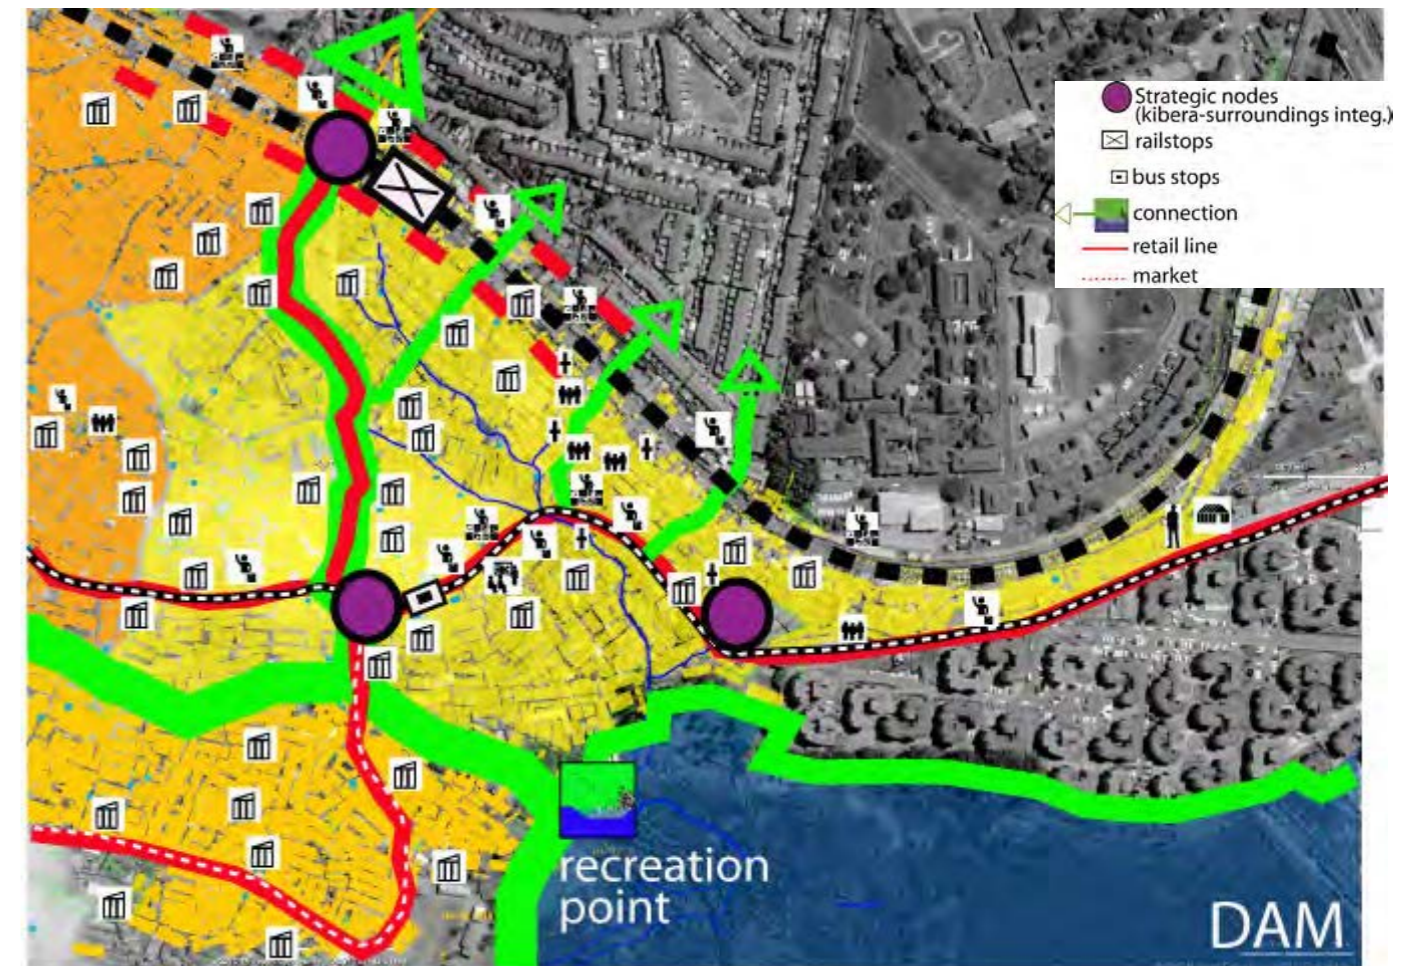 Strategic nodes
(kibera-surroundings integ.)
railstops
bus stops
connection
retail line
market
recreation
point
DAM